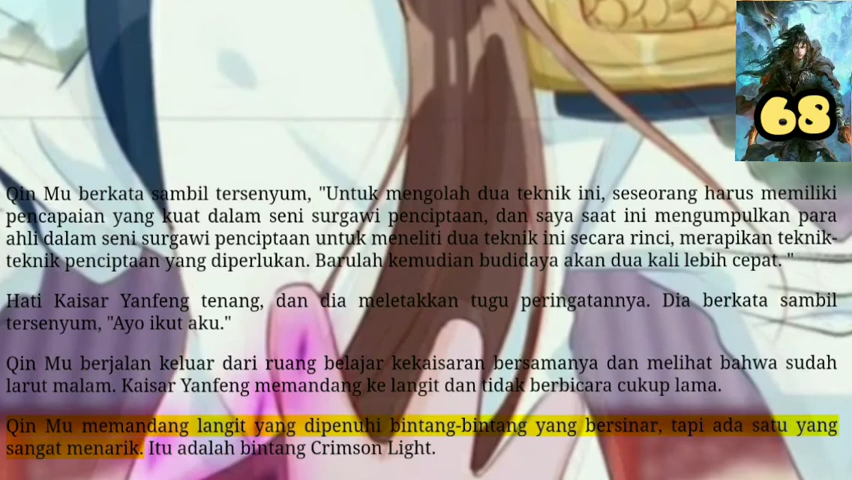 68
Qin Mu berkata sambil tersenyum, "Untuk mengolah dua teknik ini, seseorang harus memiliki
pencapaian yang kuat dalam seni surgawi penciptaan, dan saya saat ini mengumpulkan para
ahli dalam seni surgawi penciptaan untuk meneliti dua teknik ini secara rinci, merapikan teknik-
teknik penciptaan yang diperlukan. Barulah kemudian budidaya akan dua kali lebih cepat. "
Hati Kaisar Yanfeng tenang, dan dia meletakkan tugu peringatannya. Dia berkata sambil
tersenyum, "Ayo ikut aku."
Qin Mu berjalan keluar dari ruang belajar kekaisaran bersamanya dan melihat bahwa sudah
larut malam. Kaisar Yanfeng memandang ke langit dan tidak berbicara cukup lama.
Qin Mu memandang langit yang dipenuhi bintang-bintang yang bersinar, tapi ada satu yang
sangat menarik. Itu adalah bintang Crimson Light.